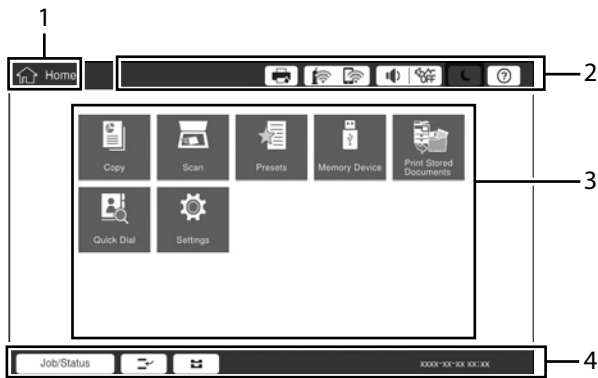 1
Home
OFF
2
Copy
Scan
Presets
Memory Device
Print Stored
Documents
3
Quick Dial
Settings
Job/Status
xxxx-xx-xx xx:xx
4